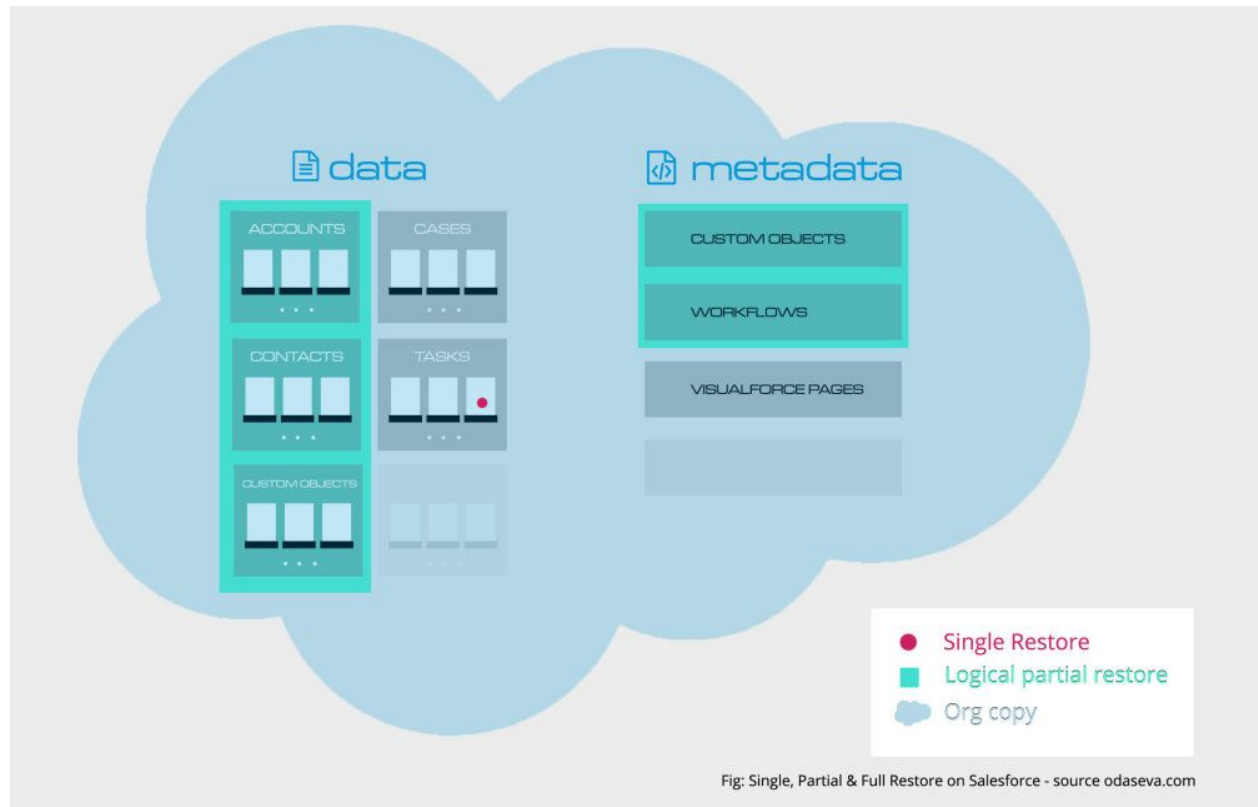 data
ACCOUNTS
CASES
CONTACTS
TASKS
CUSTOM OBJECTS
metadata
CUSTOM OBJECTS
WORKFLOWS
VISUALFORCE PAGES
Single Restore
Logical partial restore
Org copy
Fig: Single, Partial & Full Restore on Salesforce - source odaseva.com